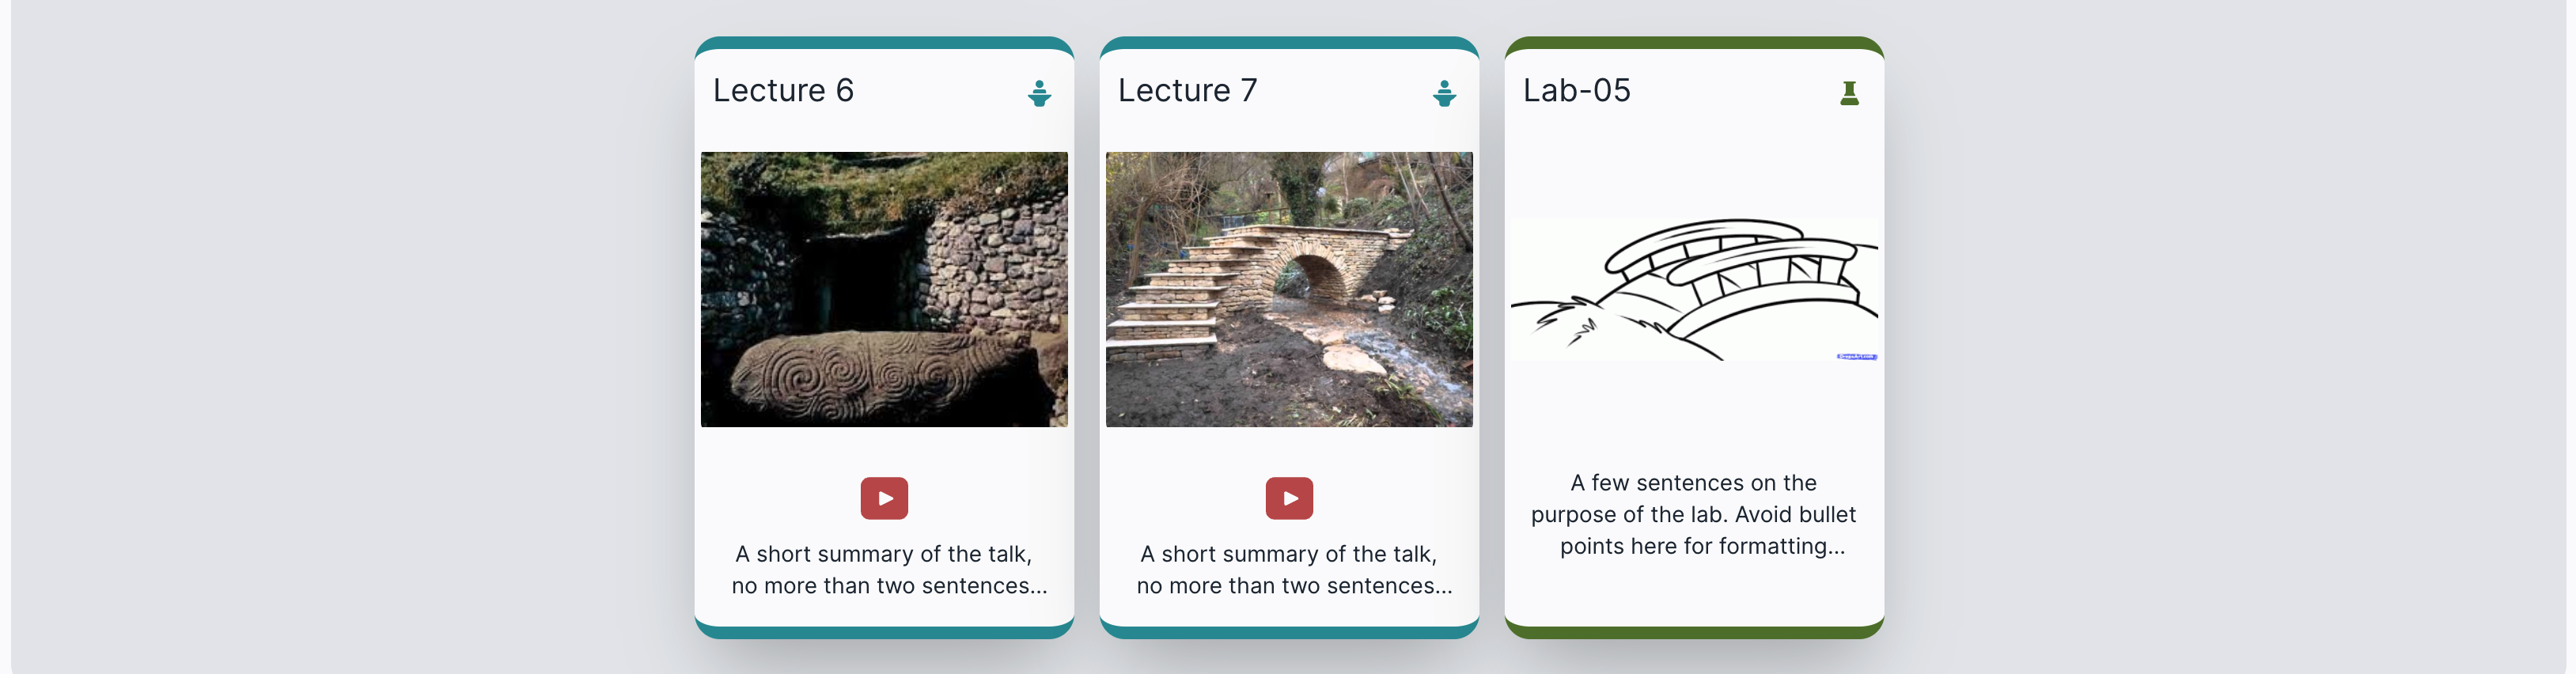 Lecture 6
A short summary of the talk,
no more than two sentences...
Lecture 7
A short summary of the talk,
no more than two sentences...
Lab-05
A few sentences on the
purpose of the lab. Avoid bullet
points here for formatting...